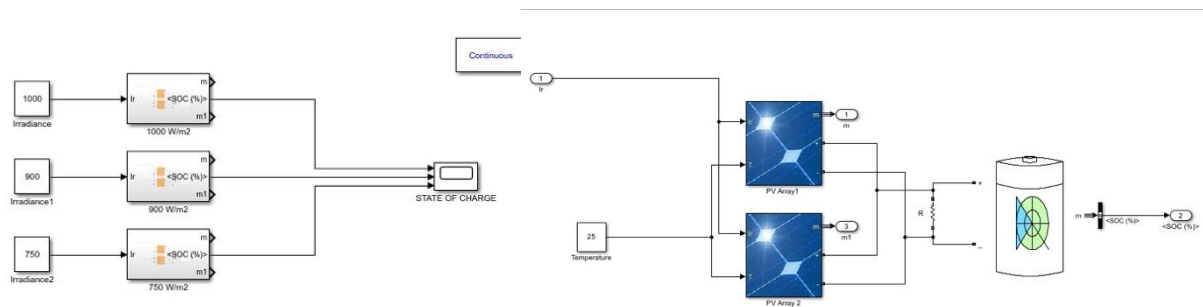 Continuous
1000
Irradiance
Ir
m
<SOC (%)>
m1
1000 W/m2
900
Irradiance1
Ir
m
<SOC (%)>
m1
900 W/m2
750
Irradiance2
Ir
m
<SOC (%)>
m1
750 W/m2
STATE OF CHARGE
1
Ir
T
m
+
-
PV Array1
1
m
25
Temperature
T
m
+
-
PV Array 2
3
m1
R
+
_
m
<SOC (%)>
2
<SOC (%)>